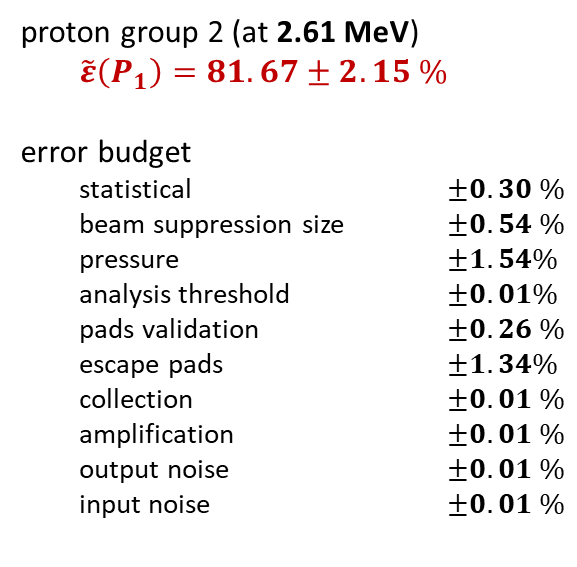 proton group 2 (at 2.61 MeV)
ε̃(P₁) = 81.67 ± 2.15 %
error budget
statistical ±0.30 %
beam suppression size ±0.54 %
pressure ±1.54%
analysis threshold ±0.01%
pads validation ±0.26 %
escape pads ±1.34%
collection ±0.01 %
amplification ±0.01 %
output noise ±0.01 %
input noise ±0.01 %